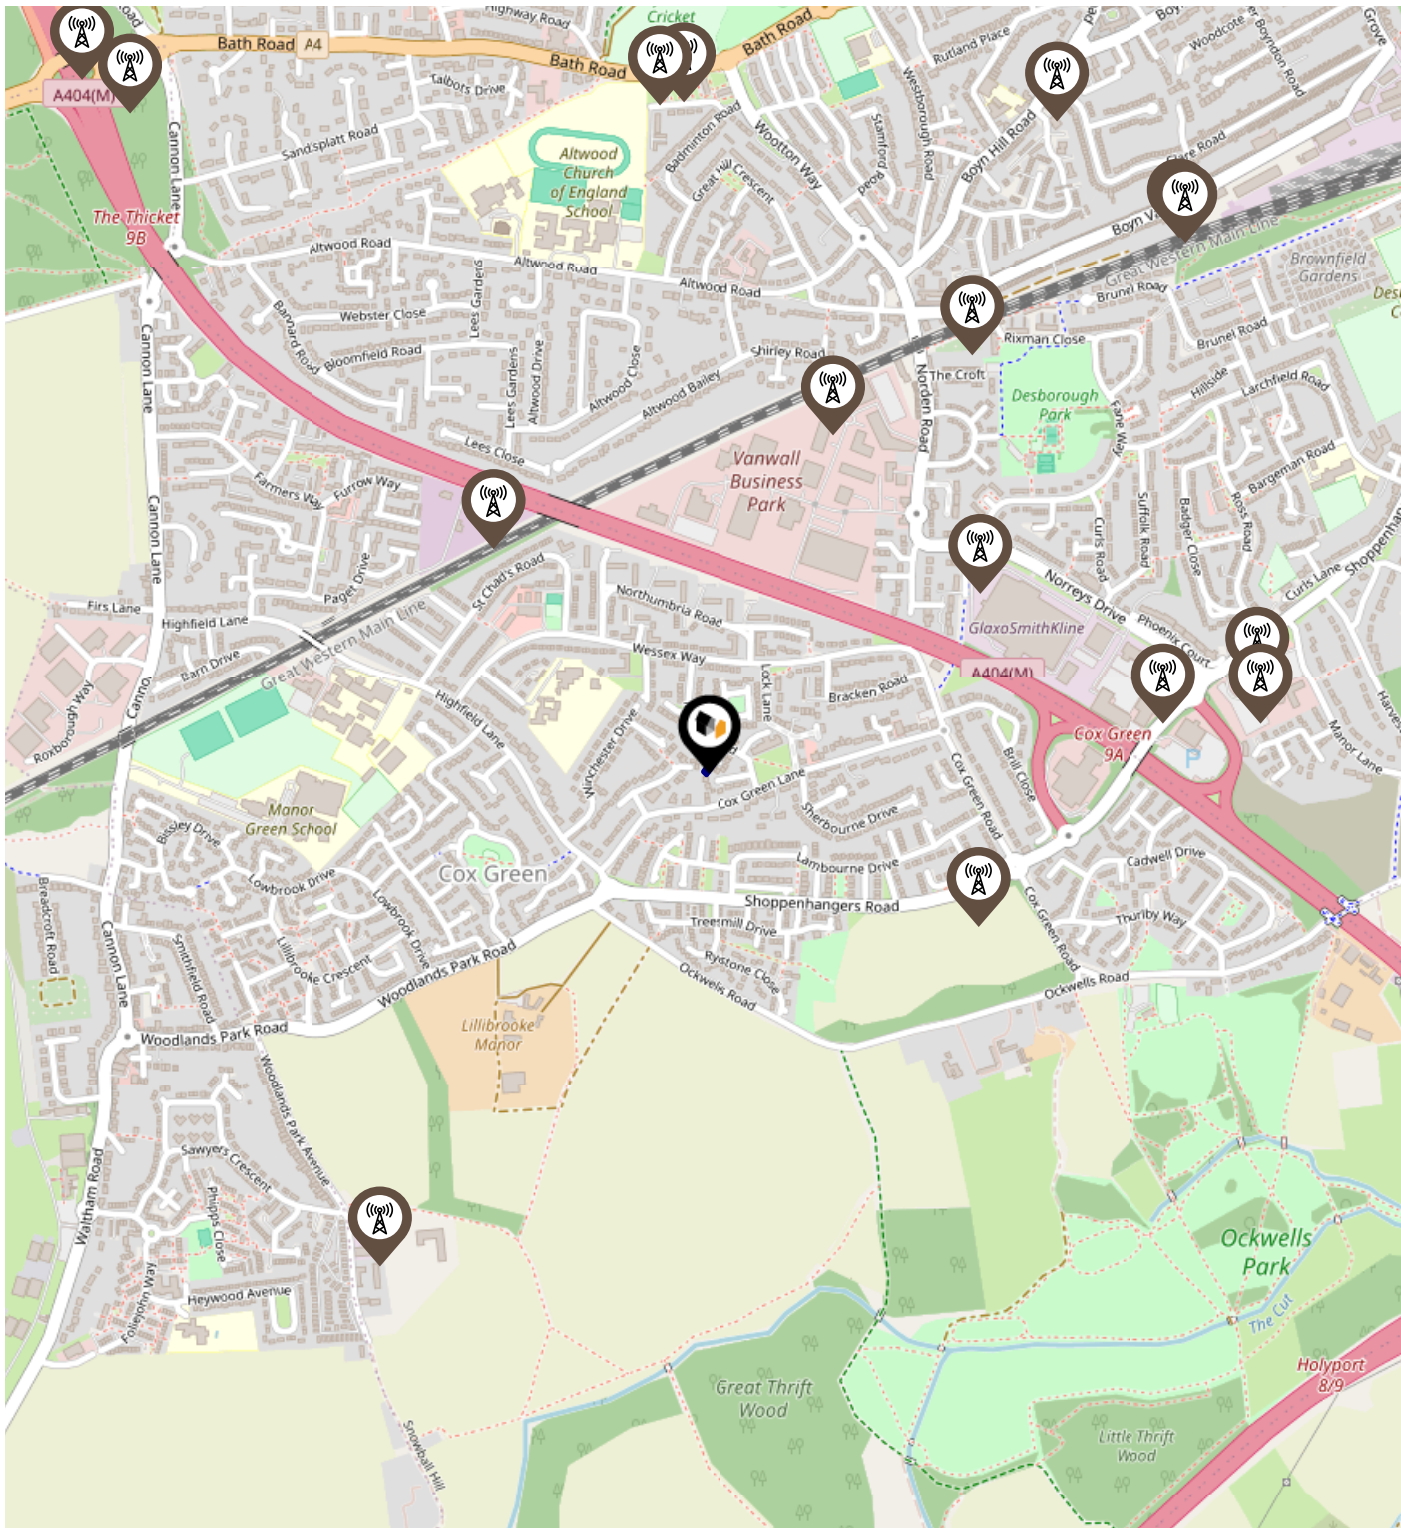 Cricket
Highway Road
Bath Road
A4
Bath Road
Bath Road
Rutland Place
Woodcote
Boyndon Road
Grove
A404(M)
Talbots Drive
Sandsplatt Road
Cannon Lane
Altwood
Church
of England
School
Badminton Road
Wootton Way
Great Hill Crescent
Stamford
Road
Westborough Road
Boyn Hill Road
Clare Road
The Thicket
9B
Altwood Road
Altwood Road
Altwood Road
Boyn Va
Great Western Main Line
Brownfield
Gardens
Brunel Road
Brunel Road
Bannard Road
Webster Close
Bloomfield Road
Lees Gardens
Lees Gardens
Altwood Drive
Altwood Close
Altwood Bailey
Shirley Road
Rixman Close
The Croft
Norden Road
Desborough
Park
Fane Way
Hillside
Larchfield Road
Bargeman Road
Cannon Lane
Cannon Lane
Lees Close
Vanwall
Business
Park
Farmers Way
Furrow Way
Paget Drive
St Chad's Road
Northumbria Road
Curls Road
Suffolk Road
Badger Close
Ross Road
Curls Lane
Shoppenhan
Norreys Drive
Phoenix Court
GlaxoSmithKline
Firs Lane
Highfield Lane
Barn Drive
Great Western Main Line
Roxborough Way
Wessex Way
Lock Lane
Bracken Road
A404(M)
Highfield Lane
Winchester Drive
Cox Green
9A
P
Manor Lane
Harves
Cox Green Lane
Sherbourne Drive
Cox Green Road
Brill Close
Manor
Green School
Bissley Drive
Lowbrook Drive
Lowbrook Drive
Cox Green
Lambourne Drive
Shoppenhangers Road
Cadwell Drive
Thurlby Way
Cox Green Road
Breadcroft Road
Cannon Lane
Smithfield Road
Lillibrooke Crescent
Woodlands Park Road
Treesmill Drive
Rystone Close
Ockwells Road
Ockwells Road
Woodlands Park Road
Lillibrooke
Manor
Woodlands Park Avenue
Sawyers Crescent
Phipps Close
Waltham Road
Foliejohn Way
Heywood Avenue
Ockwells
Park
The Cut
Great Thrift
Wood
Holyport
8/9
Little Thrift
Wood
Snowball Hill